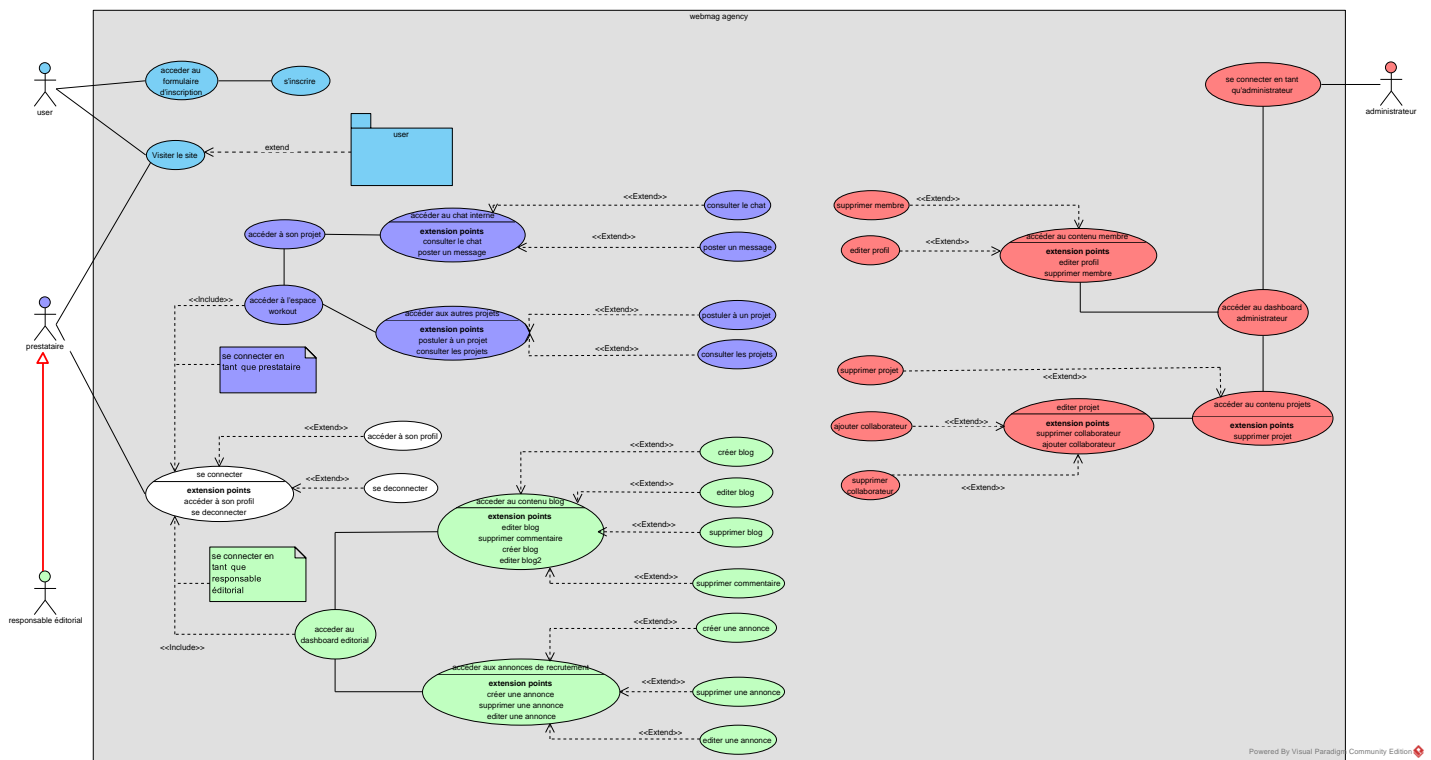 webmag agency
user
acceder au
formulaire
d'inscription
s'inscrire
Visiter le site
extend
user
se connecter en tant
qu'administrateur
administrateur
accéder à son projet
accéder au chat interne
extension points
consulter le chat
poster un message
<<Extend>>
consulter le chat
<<Extend>>
poster un message
<<Include>>
accéder à l'espace
workout
accéder aux autres projets
extension points
postuler à un projet
consulter les projets
<<Extend>>
postuler à un projet
<<Extend>>
consulter les projets
prestataire
se connecter en
tant que prestataire
supprimer membre
<<Extend>>
editer profil
<<Extend>>
accéder au contenu membre
extension points
editer profil
supprimer membre
accéder au dashboard
administrateur
supprimer projet
<<Extend>>
accéder au contenu projets
extension points
supprimer projet
ajouter collaborateur
<<Extend>>
editer projet
extension points
supprimer collaborateur
ajouter collaborateur
supprimer
collaborateur
<<Extend>>
<<Extend>>
accéder à son profil
se connecter
extension points
accéder à son profil
se deconnecter
<<Extend>>
se deconnecter
<<Extend>>
créer blog
<<Extend>>
editer blog
acceder au contenu blog
extension points
editer blog
supprimer commentaire
créer blog
editer blog2
<<Extend>>
supprimer blog
<<Extend>>
supprimer commentaire
se connecter en
tant que
responsable
éditorial
responsable éditorial
<<Include>>
acceder au
dashboard editorial
<<Extend>>
créer une annonce
acceder aux annonces de recrutement
extension points
créer une annonce
supprimer une annonce
editer une annonce
<<Extend>>
supprimer une annonce
<<Extend>>
editer une annonce
Powered By Visual Paradigm Community Edition